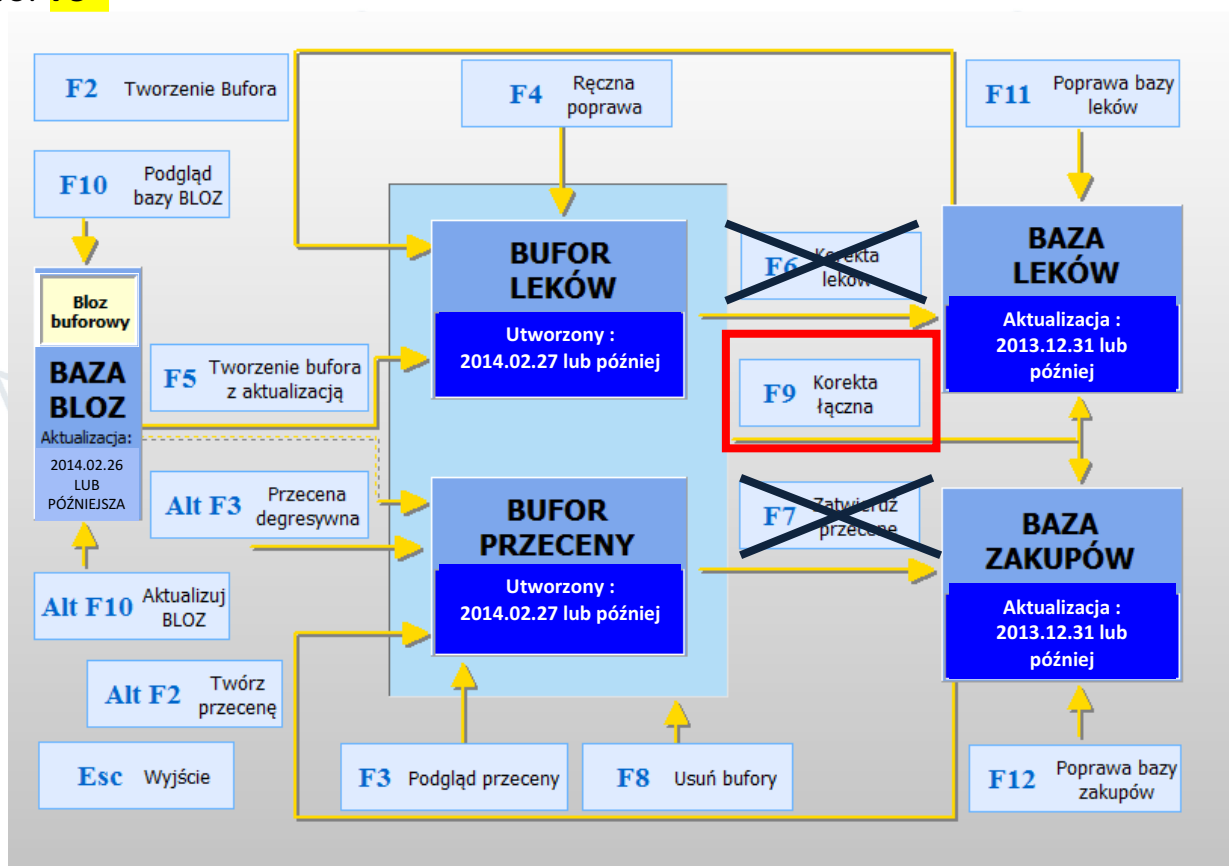 F2 Tworzenie Bufora
F4 Ręczna
poprawa
F11 Poprawa bazy
leków
F10 Podgląd
bazy BLOZ
BUFOR
LEKÓW
Utworzony :
2014.02.27 lub później
F6 Korekta
leków
BAZA
LEKÓW
Aktualizacja :
2013.12.31 lub
później
Bloz
buforowy
BAZA
BLOZ
Aktualizacja:
2014.02.26
LUB
PÓŹNIEJSZA
F5 Tworzenie bufora
z aktualizacją
F9 Korekta
łączna
Alt F3 Przecena
degresywna
BUFOR
PRZECENY
Utworzony :
2014.02.27 lub później
F7 Zatwierdź
przecenę
BAZA
ZAKUPÓW
Aktualizacja :
2013.12.31 lub
później
Alt F10 Aktualizuj
BLOZ
Alt F2 Twórz
przecenę
Esc Wyjście
F3 Podgląd przeceny
F8 Usuń bufory
F12 Poprawa bazy
zakupów